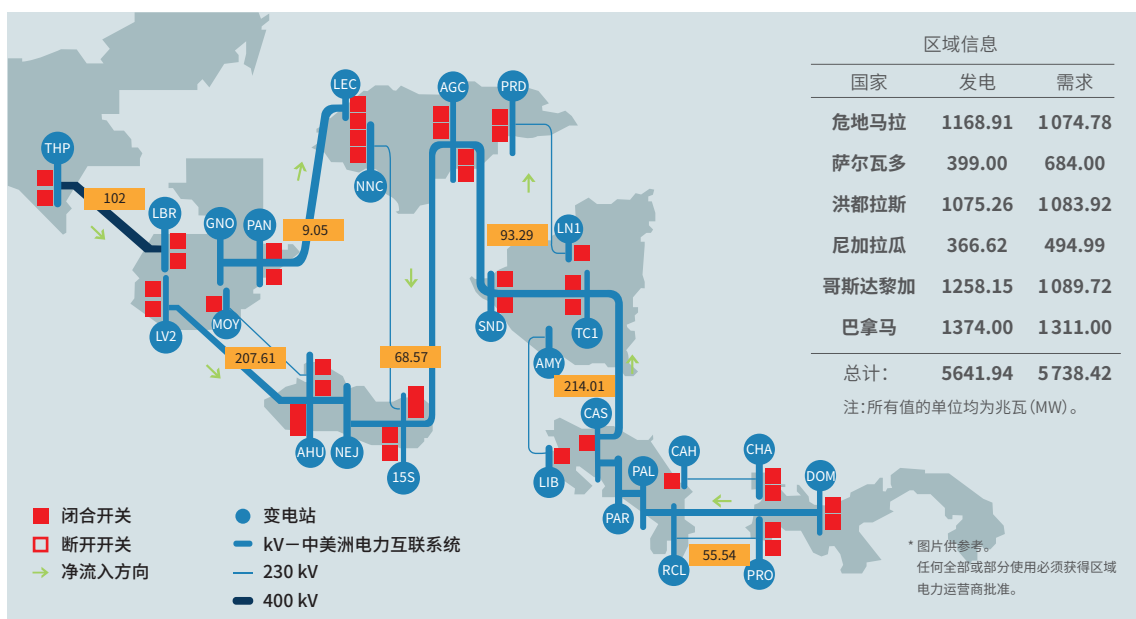 区域信息
国家 发电 需求
危地马拉 1168.91 1074.78
萨尔瓦多 399.00 684.00
洪都拉斯 1075.26 1083.92
尼加拉瓜 366.62 494.99
哥斯达黎加 1258.15 1089.72
巴拿马 1374.00 1311.00
总计： 5641.94 5738.42
注：所有值的单位均为兆瓦（MW）。
THP
102
LBR
GNO
PAN
9.05
LEC
NNC
AGC
PRD
LV2
MOY
207.61
AHU
NEJ
68.57
15S
93.29
LN1
SND
TC1
AMY
214.01
CAS
LIB
PAR
PAL
CAH
CHA
DOM
RCL
55.54
PRO
闭合开关
断开开关
净流入方向
变电站
kV－中美洲电力互联系统
230 kV
400 kV
* 图片供参考。
任何全部或部分使用必须获得区域
电力运营商批准。